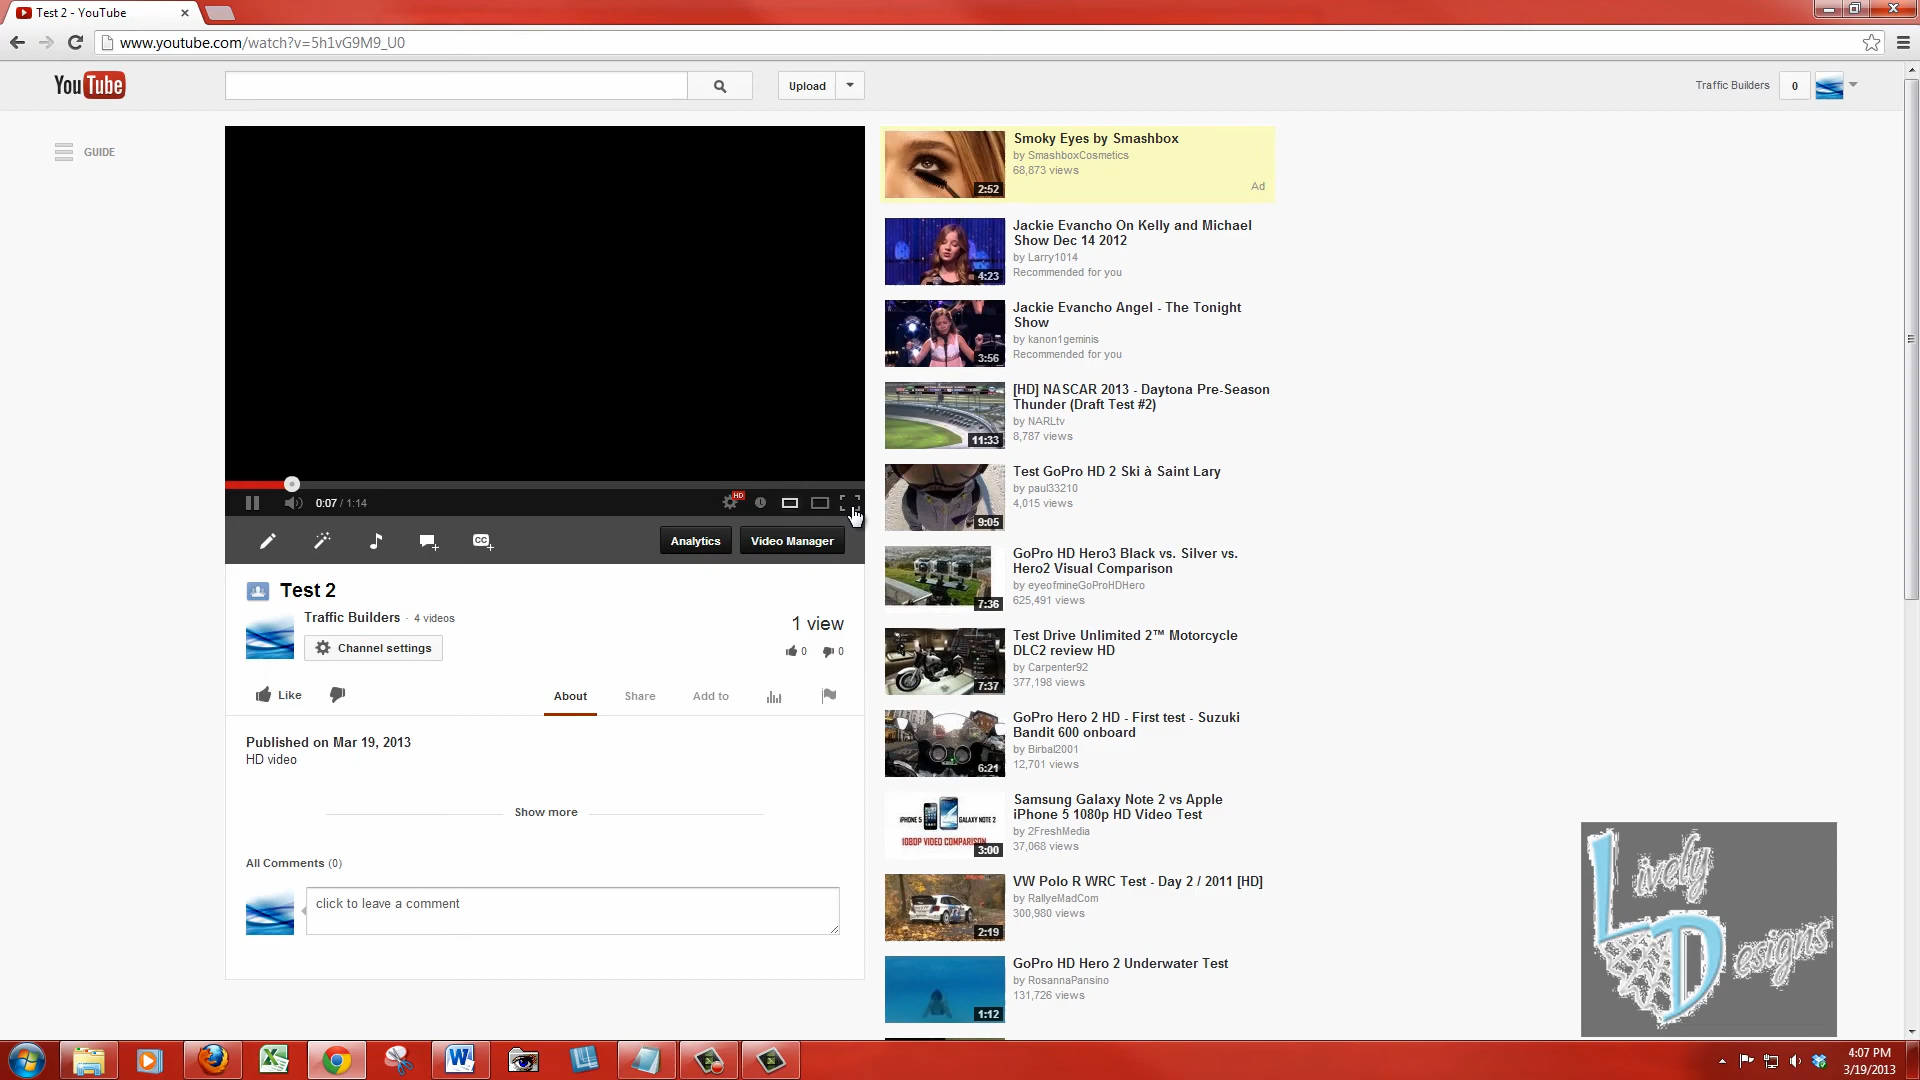 Test 2 - YouTube
www.youtube.com/watch?v=5h1vG9M9_U0
YouTube
Upload
Traffic Builders
0
GUIDE
0:07 / 1:14
HD
CC
Analytics
Video Manager
Test 2
Traffic Builders · 4 videos
Channel settings
1 view
0
0
Like
About
Share
Add to
Published on Mar 19, 2013
HD video
Show more
All Comments (0)
click to leave a comment
Smoky Eyes by Smashbox
by SmashboxCosmetics
68,873 views
Ad
2:52
Jackie Evancho On Kelly and Michael
Show Dec 14 2012
by Larry1014
Recommended for you
4:23
Jackie Evancho Angel - The Tonight
Show
by kanon1geminis
Recommended for you
3:56
[HD] NASCAR 2013 - Daytona Pre-Season
Thunder (Draft Test #2)
by NARLtv
8,787 views
11:33
Test GoPro HD 2 Ski à Saint Lary
by paul33210
4,015 views
9:05
GoPro HD Hero3 Black vs. Silver vs.
Hero2 Visual Comparison
by eyeofmineGoProHDHero
625,491 views
7:36
Test Drive Unlimited 2™ Motorcycle
DLC2 review HD
by Carpenter92
377,198 views
7:37
GoPro Hero 2 HD - First test - Suzuki
Bandit 600 onboard
by Birbal2001
12,701 views
6:21
Samsung Galaxy Note 2 vs Apple
iPhone 5 1080p HD Video Test
by 2FreshMedia
37,068 views
IPHONE 5
GALAXY NOTE 2
1080P VIDEO COMPARISON
3:00
VW Polo R WRC Test - Day 2 / 2011 [HD]
by RallyeMadCom
300,980 views
2:19
GoPro HD Hero 2 Underwater Test
by RosannaPansino
131,726 views
1:12
Lively
Designs
4:07 PM
3/19/2013